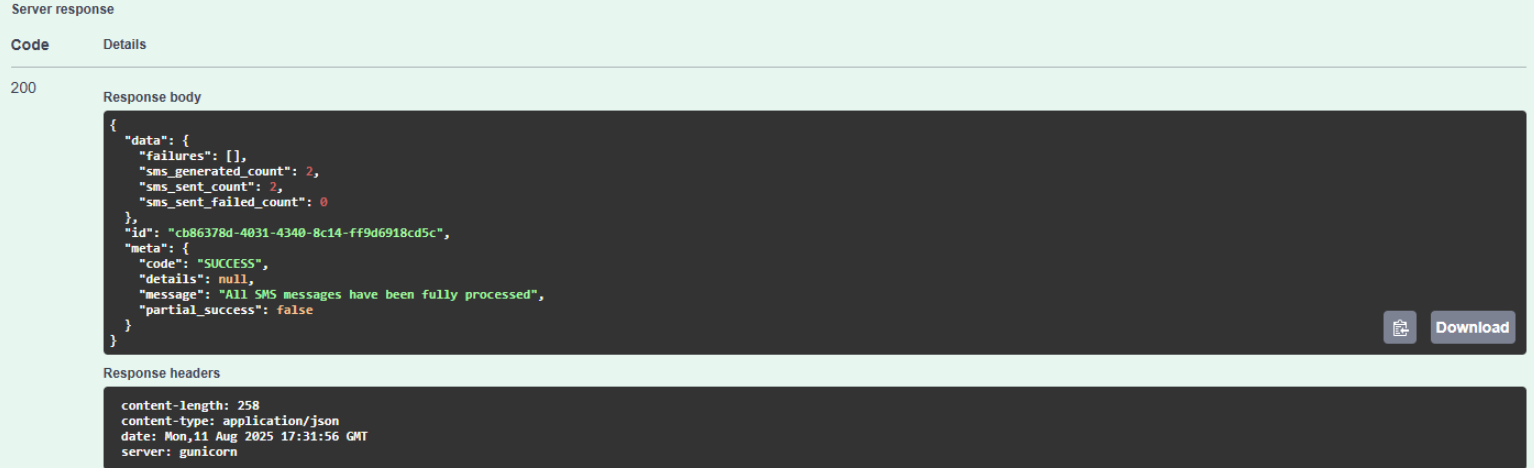 Server response
Code Details
200
Response body
{
  "data": {
    "failures": [],
    "sms_generated_count": 2,
    "sms_sent_count": 2,
    "sms_sent_failed_count": 0
  },
  "id": "cb86378d-4031-4340-8c14-ff9d6918cd5c",
  "meta": {
    "code": "SUCCESS",
    "details": null,
    "message": "All SMS messages have been fully processed",
    "partial_success": false
  }
}
Download
Response headers
content-length: 258
content-type: application/json
date: Mon,11 Aug 2025 17:31:56 GMT
server: gunicorn